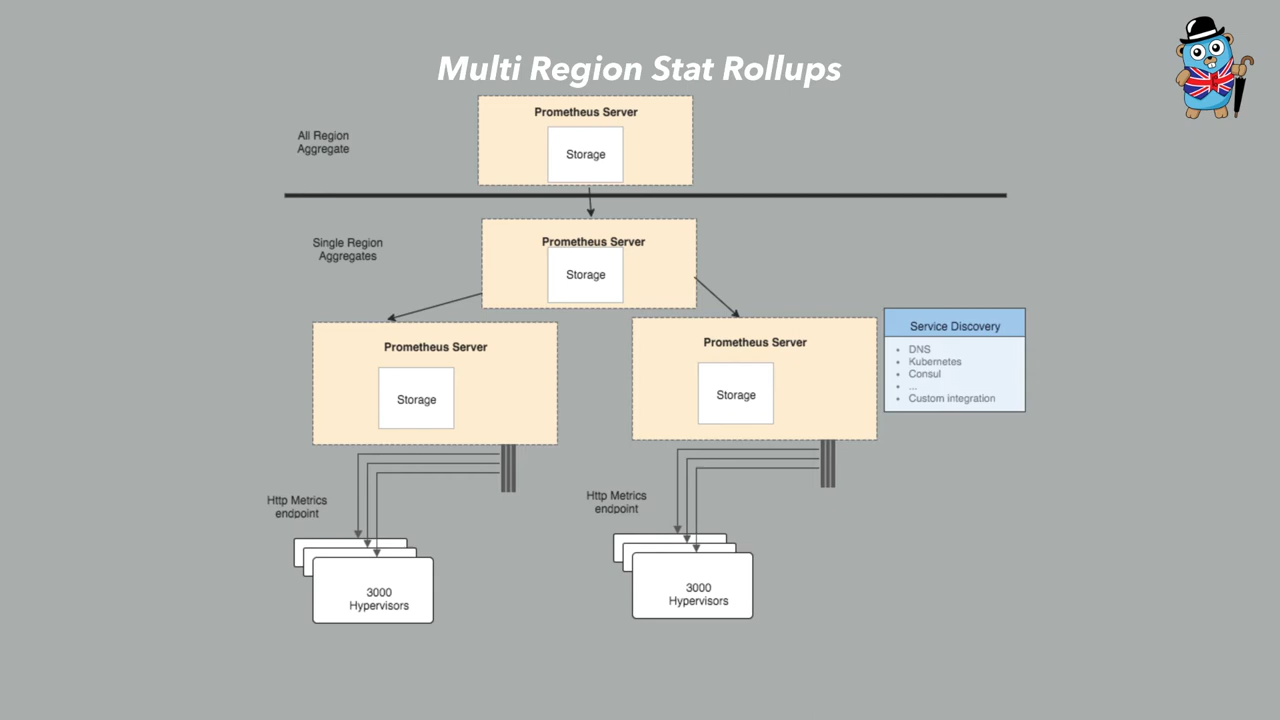 Multi Region Stat Rollups
All Region
Aggregate
Prometheus Server
Storage
Single Region
Aggregates
Prometheus Server
Storage
Prometheus Server
Storage
Prometheus Server
Storage
Service Discovery
• DNS
• Kubernetes
• Consul
• ...
• Custom integration
Http Metrics
endpoint
3000
Hypervisors
Http Metrics
endpoint
3000
Hypervisors